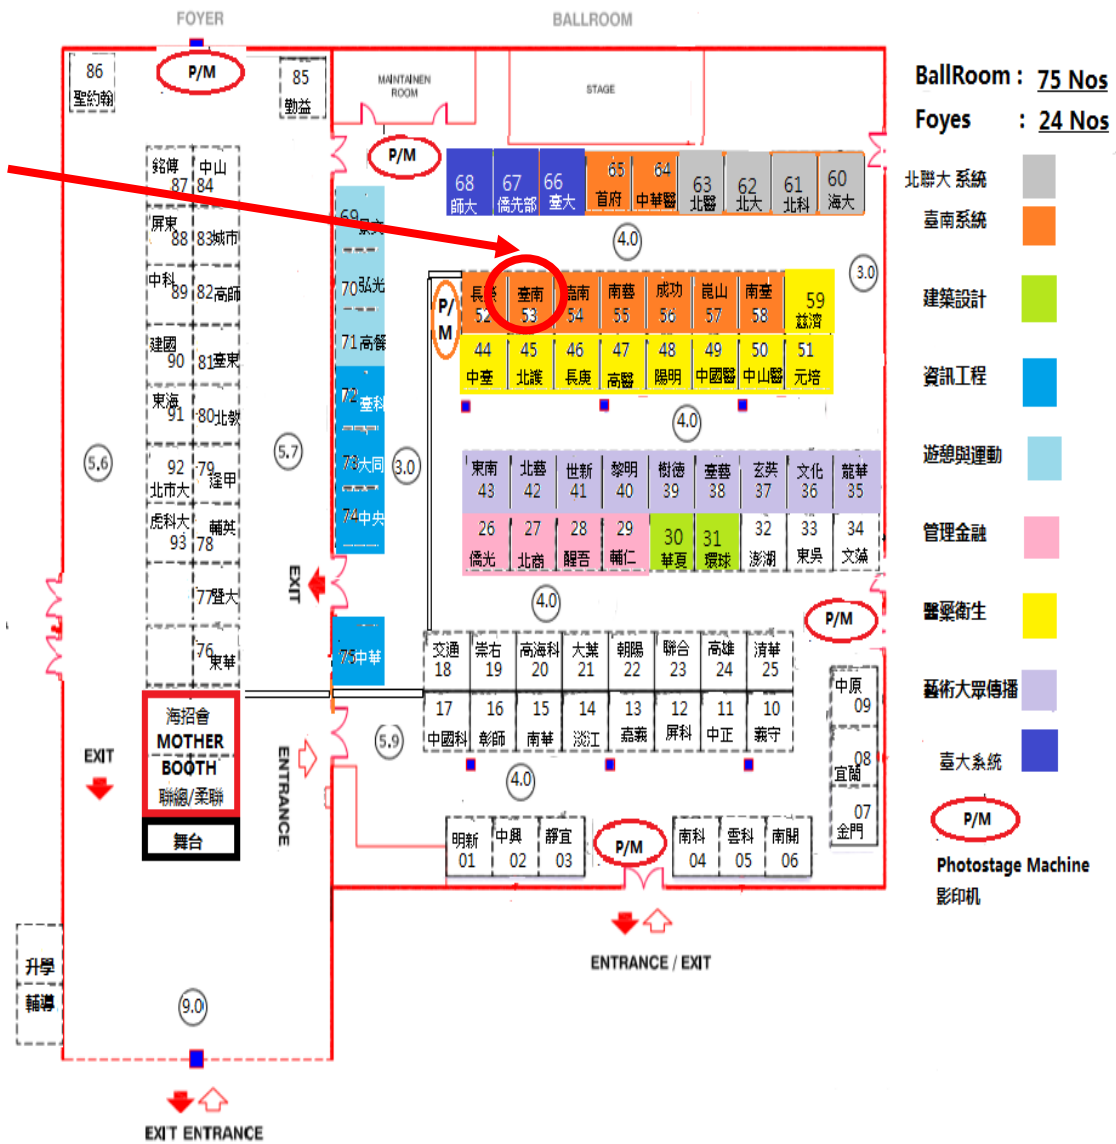 FOYER
BALLROOM
86
聖約翰
P/M
85
勤益
MAINTAINEN
ROOM
STAGE
P/M
BallRoom : 75 Nos
Foyes : 24 Nos
銘傳
87
中山
84
屏東
88
83 城市
中科
89
82 高師
建國
90
81 臺東
東海
91
80 北教
92
北市大
79
逢甲
虎科大
93
輔英
78
77 暨大
76
東華
海招會
MOTHER
BOOTH
聯總/柔聯
舞台
5.6
5.7
EXIT
EXIT
ENTRANCE
升學
輔導
9.0
EXIT ENTRANCE
69 景文
70 弘光
71 高餐
72 臺科
73 大同
74 中央
75 中華
3.0
68
師大
67
僑先部
66
臺大
65
首府
64
中華醫
63
北醫
62
北大
61
北科
60
海大
4.0
3.0
P/
M
長榮
52
臺南
53
臨南
54
南藝
55
成功
56
崑山
57
南臺
58
59
慈濟
44
中臺
45
北護
46
長庚
47
高醫
48
陽明
49
中國醫
50
中山醫
51
元培
4.0
東南
43
北藝
42
世新
41
黎明
40
樹德
39
臺藝
38
玄奘
37
文化
36
龍華
35
26
僑光
27
北商
28
醒吾
29
輔仁
30
華夏
31
環球
32
澎湖
33
東吳
34
文藻
4.0
P/M
交通
18
崇右
19
高海科
20
大葉
21
朝陽
22
聯合
23
高雄
24
清華
25
17
中國科
16
彰師
15
南華
14
淡江
13
嘉義
12
屏科
11
中正
10
義守
中原
09
08
宜蘭
07
金門
5.9
4.0
明新
01
中興
02
靜宜
03
P/M
南科
04
雲科
05
南開
06
ENTRANCE / EXIT
北聯大 系統
臺南系統
建築設計
資訊工程
遊憩與運動
管理金融
醫藥衛生
藝術大眾傳播
臺大系統
P/M
Photostage Machine
影印机